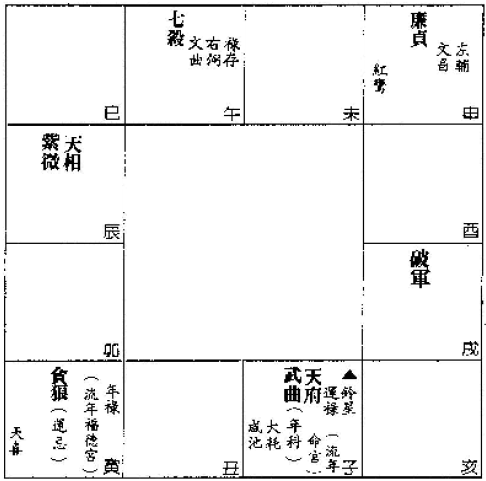 巳
七殺
祿存
右弼
文曲
午
未
廉貞
左輔
文昌
紅鸞
申
天相
紫微
辰
酉
卯
破軍
戌
貪狼(運忌)
年祿
(流年福德宮)
天喜
寅
丑
▲鈴星
運祿
(流年
命宮)
天府
武曲(年科)
大耗
咸池
子
亥